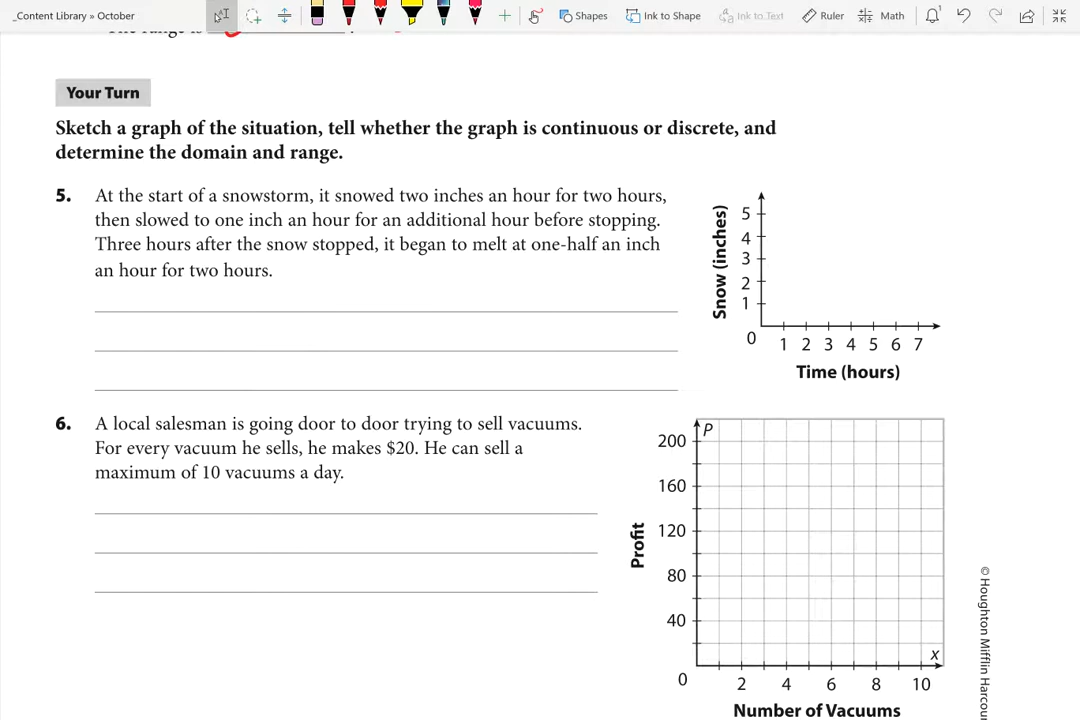 _Content Library » October
Shapes
Ink to Shape
Ink to Text
Ruler
Math
1
The range is
Your Turn
Sketch a graph of the situation, tell whether the graph is continuous or discrete, and
determine the domain and range.
5. At the start of a snowstorm, it snowed two inches an hour for two hours,
then slowed to one inch an hour for an additional hour before stopping.
Three hours after the snow stopped, it began to melt at one-half an inch
an hour for two hours.
Snow (inches)
5
4
3
2
1
0
1 2 3 4 5 6 7
Time (hours)
6. A local salesman is going door to door trying to sell vacuums.
For every vacuum he sells, he makes $20. He can sell a
maximum of 10 vacuums a day.
Profit
P
200
160
120
80
40
0
x
2 4 6 8 10
Number of Vacuums
© Houghton Mifflin Harcour